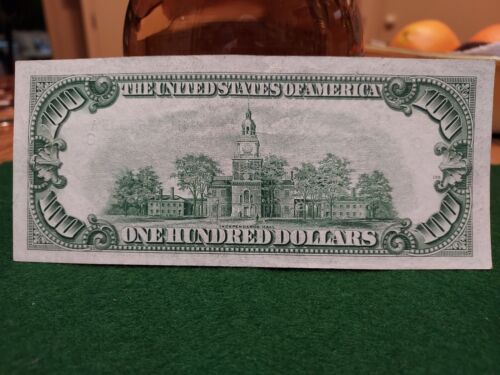 100 THE UNITED STATES OF AMERICA 100
INDEPENDENCE HALL
100 ONE HUNDRED DOLLARS 100